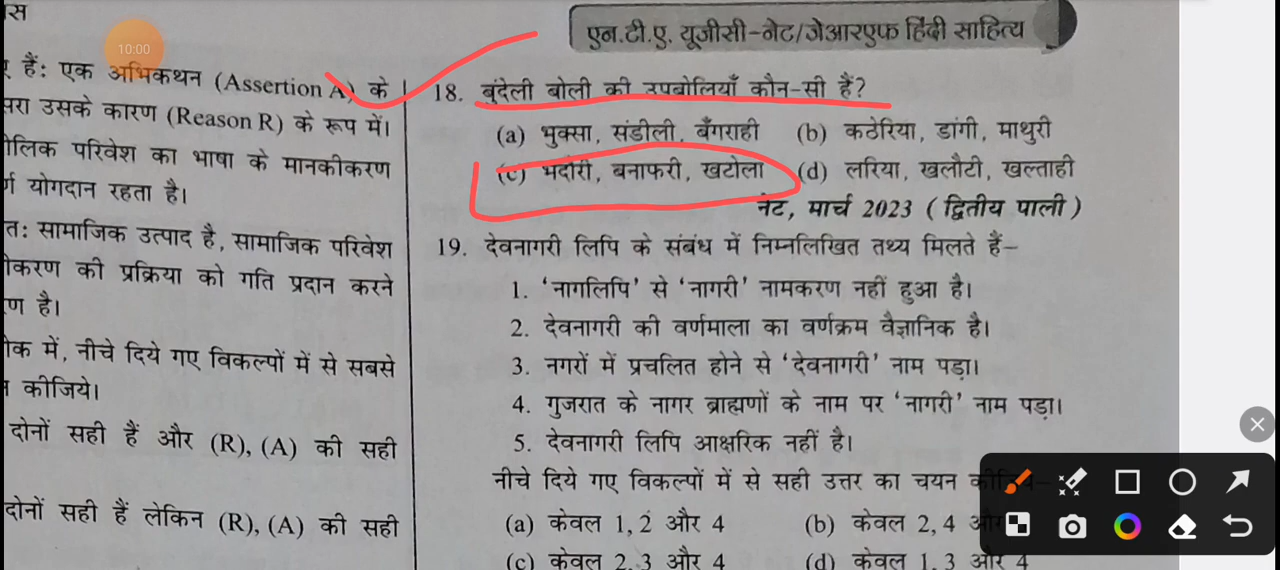 स
एन.टी.ए. यूजीसी-नेट/जेआरएफ हिंदी साहित्य
10:00
हैं: एक अभिकथन (Assertion A) के
सरा उसके कारण (Reason R) के रूप में।
लिक परिवेश का भाषा के मानकीकरण
योगदान रहता है।
त: सामाजिक उत्पाद है, सामाजिक परिवेश
करण की प्रक्रिया को गति प्रदान करने
ण है।
क में, नीचे दिये गए विकल्पों में से सबसे
कीजिये।
दोनों सही हैं और (R), (A) की सही
दोनों सही हैं लेकिन (R), (A) की सही
18. बुंदेली बोली की उपबोलियाँ कौन-सी हैं?
(a) भुक्सा, संडीली, बँगराही (b) कठेरिया, डांगी, माथुरी
(c) भदौरी, बनाफरी, खटोला (d) लरिया, खलौटी, खल्ताही
नेट, मार्च 2023 (द्वितीय पाली)
19. देवनागरी लिपि के संबंध में निम्नलिखित तथ्य मिलते हैं–
1. ‘नागलिपि’ से ‘नागरी’ नामकरण नहीं हुआ है।
2. देवनागरी की वर्णमाला का वर्णक्रम वैज्ञानिक है।
3. नगरों में प्रचलित होने से ‘देवनागरी’ नाम पड़ा।
4. गुजरात के नागर ब्राह्मणों के नाम पर ‘नागरी’ नाम पड़ा।
5. देवनागरी लिपि आक्षरिक नहीं है।
नीचे दिये गए विकल्पों में से सही उत्तर का चयन
(a) केवल 1, 2 और 4 (b) केवल 2, 4
(c) केवल 2, 3 और 4 (d) केवल 1, 3 और 4